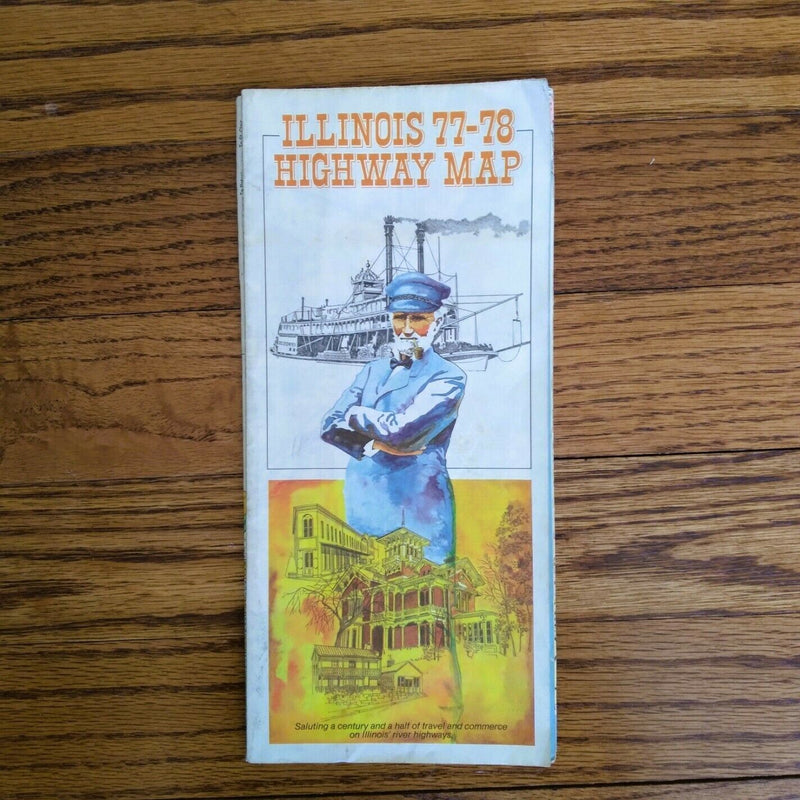 ILLINOIS 77-78
HIGHWAY MAP
Saluting a century and a half of travel and commerce
on Illinois' river highways.